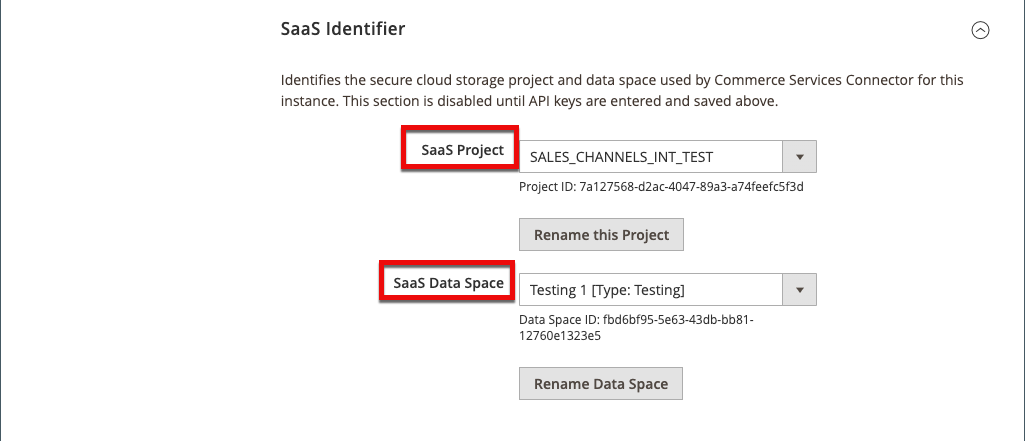 SaaS Identifier
Identifies the secure cloud storage project and data space used by Commerce Services Connector for this
instance. This section is disabled until API keys are entered and saved above.
SaaS Project
SALES_CHANNELS_INT_TEST
Project ID: 7a127568-d2ac-4047-89a3-a74feefc5f3d
Rename this Project
SaaS Data Space
Testing 1 [Type: Testing]
Data Space ID: fbd6bf95-5e63-43db-bb81-
12760e1323e5
Rename Data Space